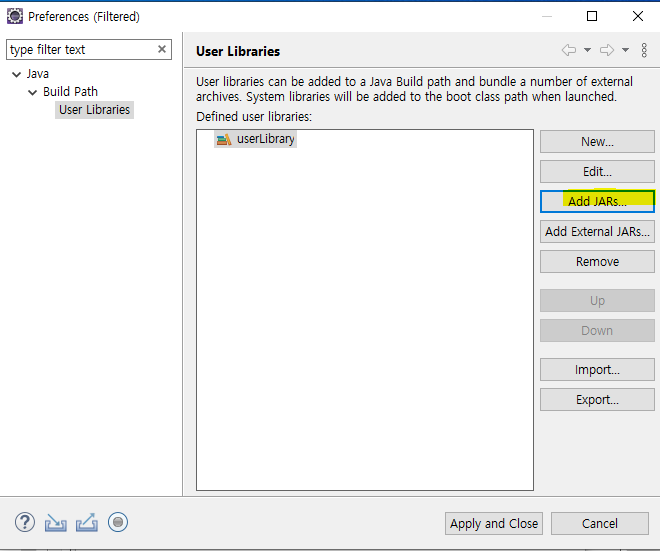 Preferences (Filtered)
type filter text
Java
Build Path
User Libraries
User Libraries
User libraries can be added to a Java Build path and bundle a number of external
archives. System libraries will be added to the boot class path when launched.
Defined user libraries:
userLibrary
New...
Edit...
Add JARs...
Add External JARs...
Remove
Up
Down
Import...
Export...
Apply and Close
Cancel